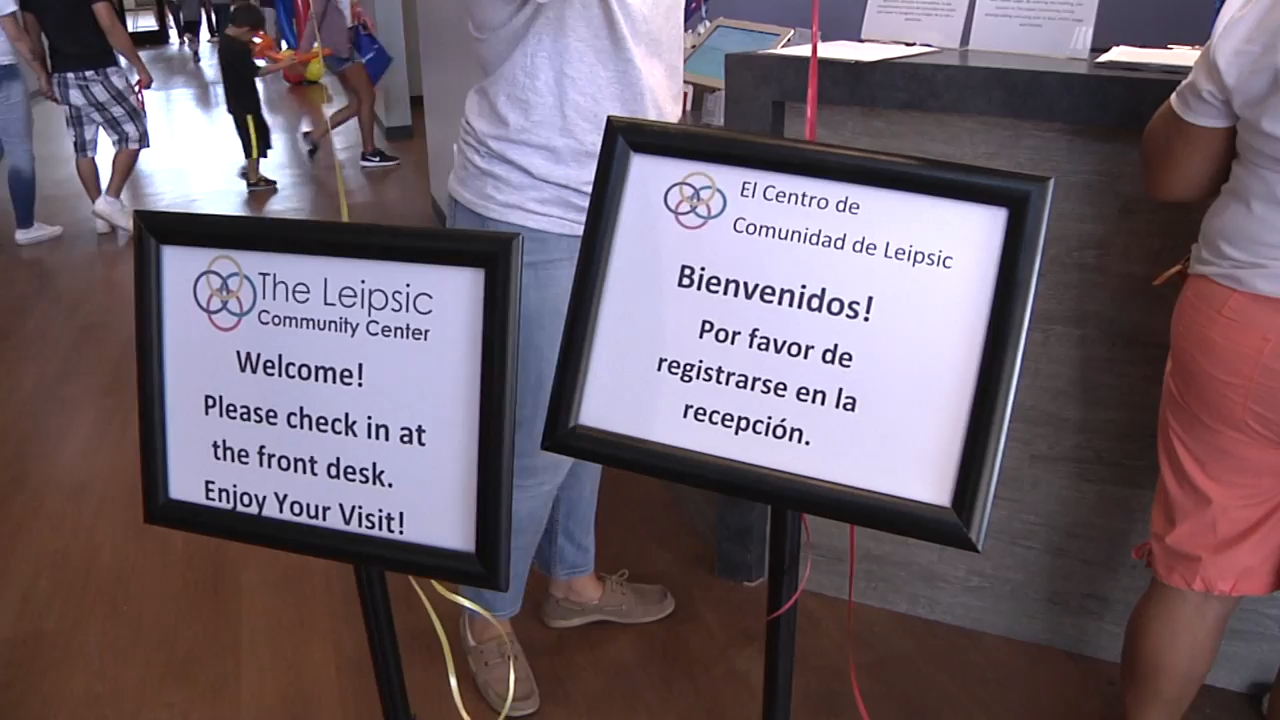 The Leipsic
Community Center
Welcome!
Please check in at
the front desk.
Enjoy Your Visit!
El Centro de
Comunidad de Leipsic
Bienvenidos!
Por favor de
registrarse en la
recepción.